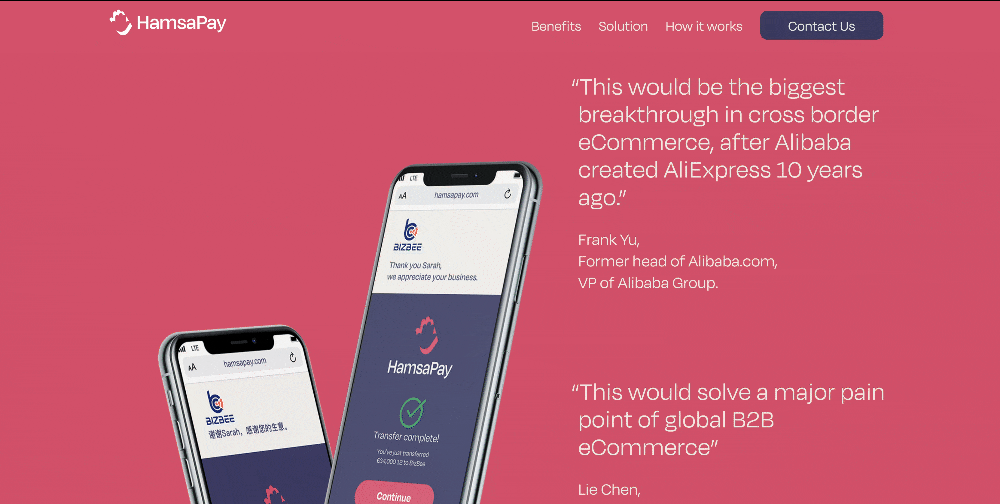 HamsaPay
Benefits
Solution
How it works
Contact Us
“This would be the biggest
breakthrough in cross border
eCommerce, after Alibaba
created AliExpress 10 years
ago.”
Frank Yu,
Former head of Alibaba.com,
VP of Alibaba Group.
“This would solve a major pain
point of global B2B
eCommerce”
Lie Chen,
LTE
AA
hamsapay.com
BIZBEE
Thank you Sarah,
we appreciate your business.
HamsaPay
Transfer complete!
You've just transferred
to BizBee
Continue
LTE
AA
hamsapay.com
BIZBEE
谢谢Sarah，感谢您的生意。